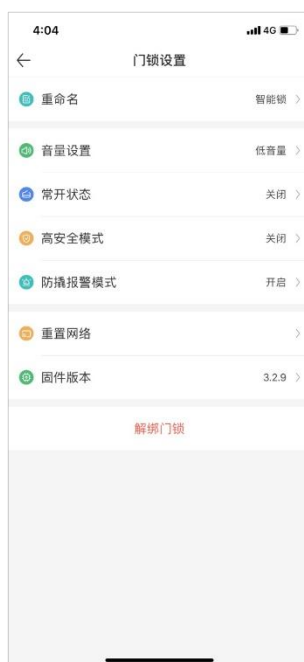 4:04
4G
门锁设置
重命名 智能锁
音量设置 低音量
常开状态 关闭
高安全模式 关闭
防撬报警模式 开启
重置网络
固件版本 3.2.9
解绑门锁